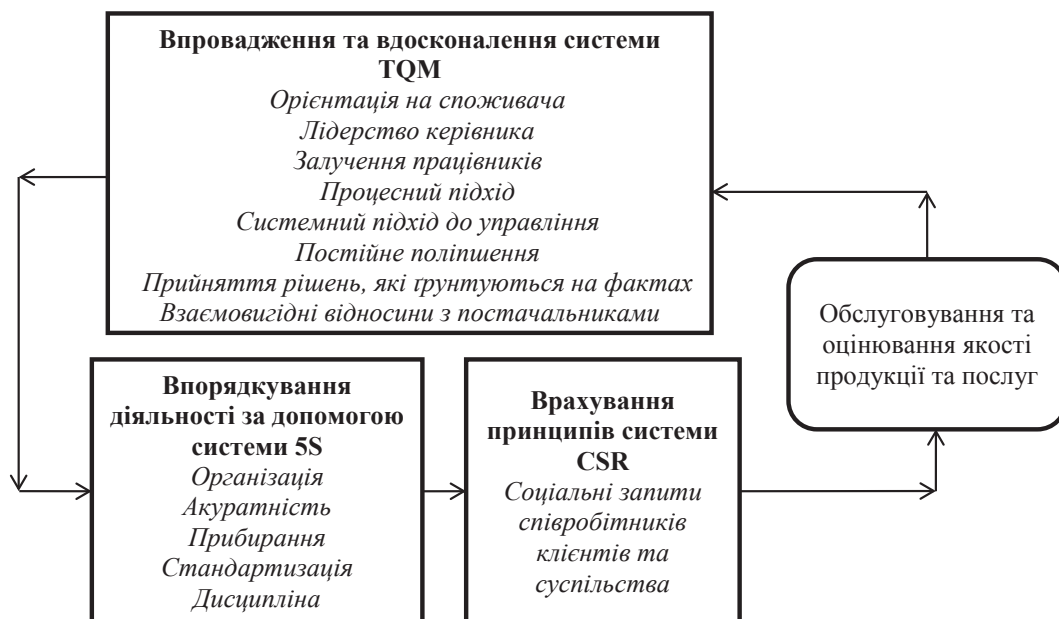 Впровадження та вдосконалення системи
TQM
Орієнтація на споживача
Лідерство керівника
Залучення працівників
Процесний підхід
Системний підхід до управління
Постійне поліпшення
Прийняття рішень, які ґрунтуються на фактах
Взаємовигідні відносини з постачальниками
Обслуговування та
оцінювання якості
продукції та послуг
Впорядкування
діяльності за допомогою
системи 5S
Організація
Акуратність
Прибирання
Стандартизація
Дисципліна
Врахування
принципів системи
CSR
Соціальні запити
співробітників
клієнтів та
суспільства